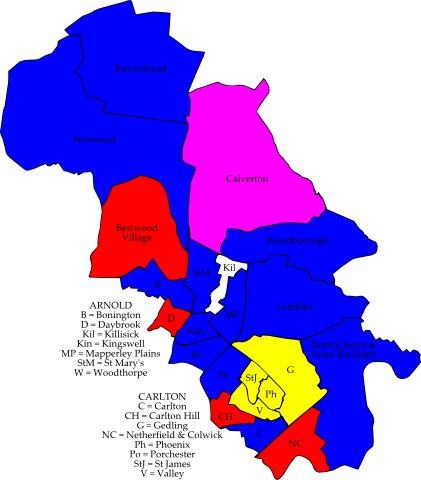 Ravenshead
Newstead
Calverton
Bestwood
Village
Woodborough
StM
Kil
B
Lambley
D
MP
Kin
Burton Joyce &
Stoke Bardolph
W
Po
G
StJ
Ph
V
CH
C
NC
ARNOLD
B = Bonington
D = Daybrook
Kil = Killisick
Kin = Kingswell
MP = Mapperley Plains
StM = St Mary's
W = Woodthorpe
CARLTON
C = Carlton
CH = Carlton Hill
G = Gedling
NC = Netherfield & Colwick
Ph = Phoenix
Po = Porchester
StJ = St James
V = Valley